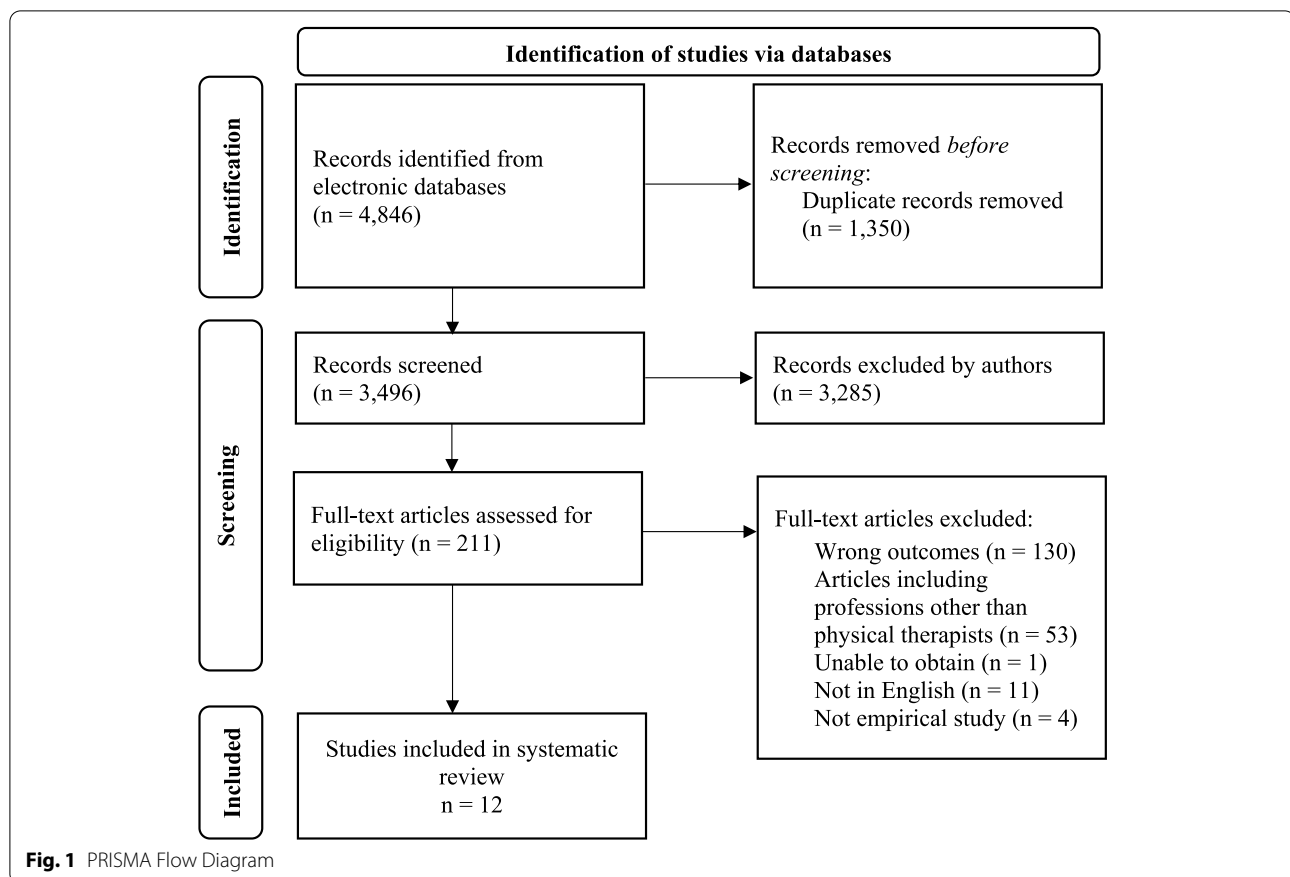 Identification of studies via databases
Identification
Records identified from
electronic databases
(n = 4,846)
Records removed before
screening:
Duplicate records removed
(n = 1,350)
Screening
Records screened
(n = 3,496)
Records excluded by authors
(n = 3,285)
Full-text articles assessed for
eligibility (n = 211)
Full-text articles excluded:
Wrong outcomes (n = 130)
Articles including
professions other than
physical therapists (n = 53)
Unable to obtain (n = 1)
Not in English (n = 11)
Not empirical study (n = 4)
Included
Studies included in systematic
review
n = 12
Fig. 1 PRISMA Flow Diagram